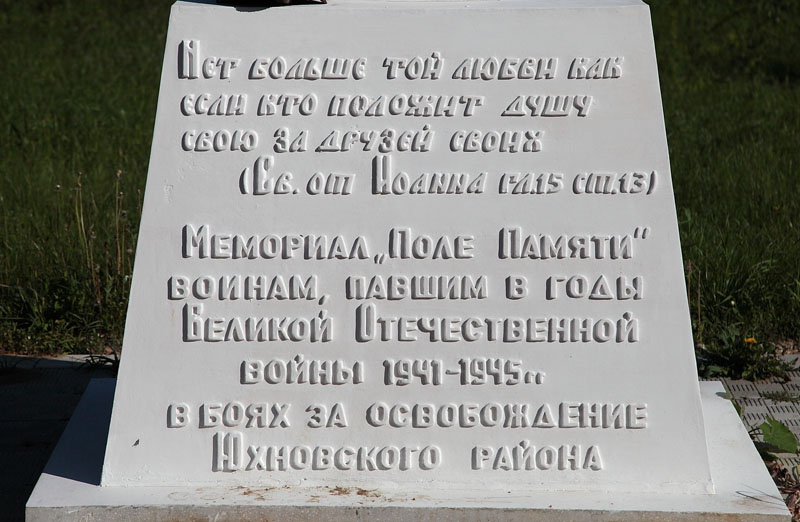 Нет больше той любви как
если кто положит душу
свою за друзей своих
(Ев. от Иоанна гл.15 ст.13)
Мемориал „Поле Памяти“
воинам, павшим в годы
Великой Отечественной
войны 1941-1945гг.
в боях за освобождение
Юхновского района